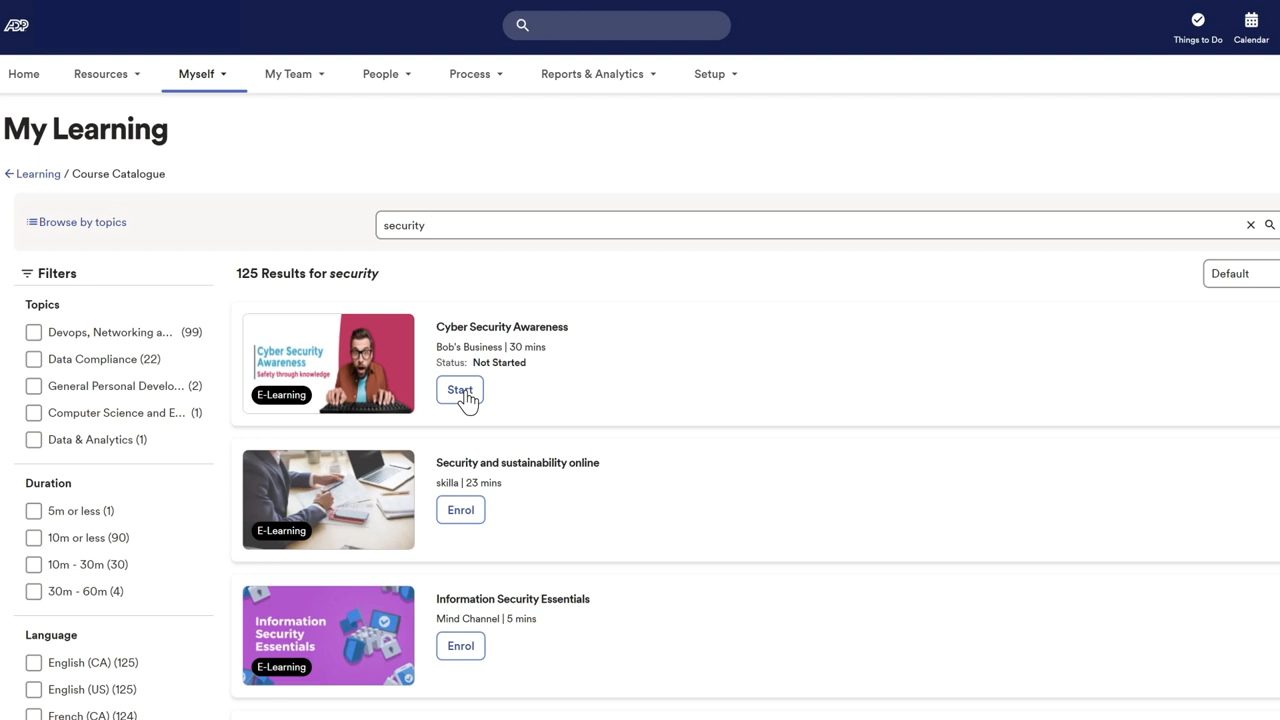 ADP
Things to Do
Calendar
Home
Resources
Myself
My Team
People
Process
Reports & Analytics
Setup
My Learning
Learning / Course Catalogue
Browse by topics
security
Filters
125 Results for security
Default
Topics
Devops, Networking a... (99)
Data Compliance (22)
General Personal Develo... (2)
Computer Science and E... (1)
Data & Analytics (1)
Duration
5m or less (1)
10m or less (90)
10m - 30m (30)
30m - 60m (4)
Language
English (CA) (125)
English (US) (125)
French (CA) (124)
Cyber Security
Awareness
Safety through knowledge
E-Learning
Cyber Security Awareness
Bob's Business | 30 mins
Status: Not Started
Start
E-Learning
Security and sustainability online
skilla | 23 mins
Enrol
Information
Security
Essentials
E-Learning
Information Security Essentials
Mind Channel | 5 mins
Enrol